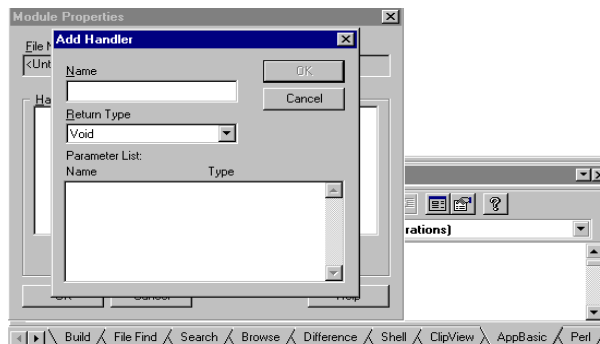 Module Properties
Add Handler
File N
<Unt
Name
OK
Cancel
Ha
Return Type
Void
Parameter List:
Name Type
rations)
OK Cancel Help
Build File Find Search Browse Difference Shell ClipView AppBasic Perl